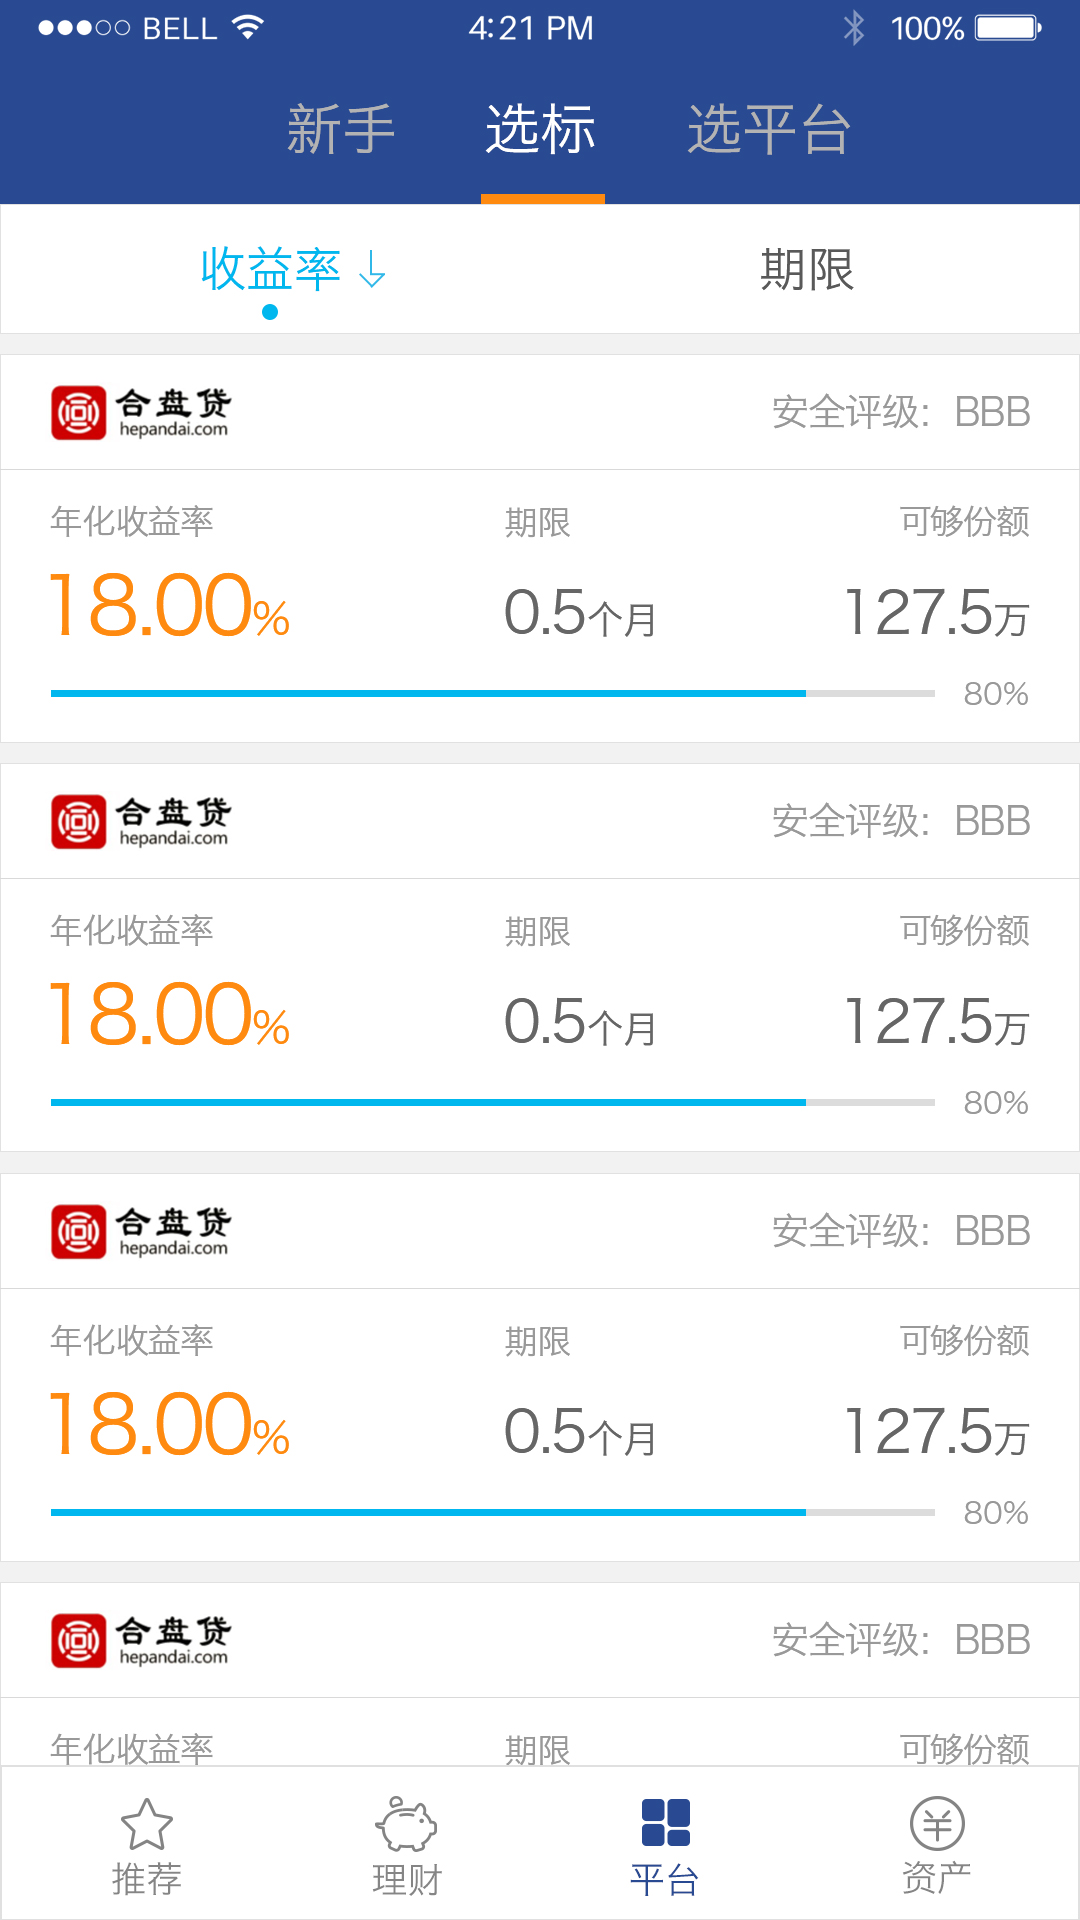 BELL 4:21 PM 100%
新手 选标 选平台
收益率 期限
合盘贷 安全评级: BBB
hepandai.com
年化收益率 期限 可够份额
18.00% 0.5个月 127.5万
80%
合盘贷 安全评级: BBB
hepandai.com
年化收益率 期限 可够份额
18.00% 0.5个月 127.5万
80%
合盘贷 安全评级: BBB
hepandai.com
年化收益率 期限 可够份额
18.00% 0.5个月 127.5万
80%
合盘贷 安全评级: BBB
hepandai.com
年化收益率 期限 可够份额
推荐 理财 平台 资产